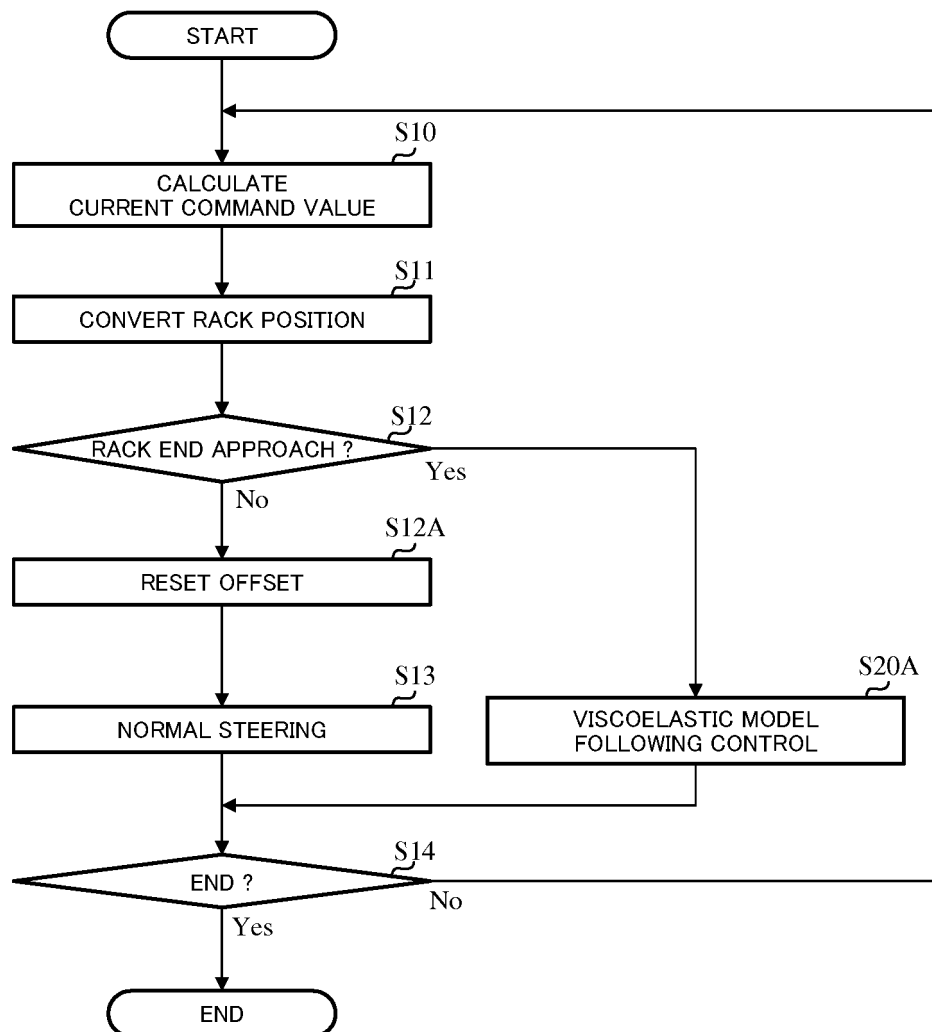 START
S10
CALCULATE
CURRENT COMMAND VALUE
S11
CONVERT RACK POSITION
S12
RACK END APPROACH ?
Yes
No
S12A
RESET OFFSET
S13
NORMAL STEERING
S20A
VISCOELASTIC MODEL
FOLLOWING CONTROL
S14
END ?
No
Yes
END